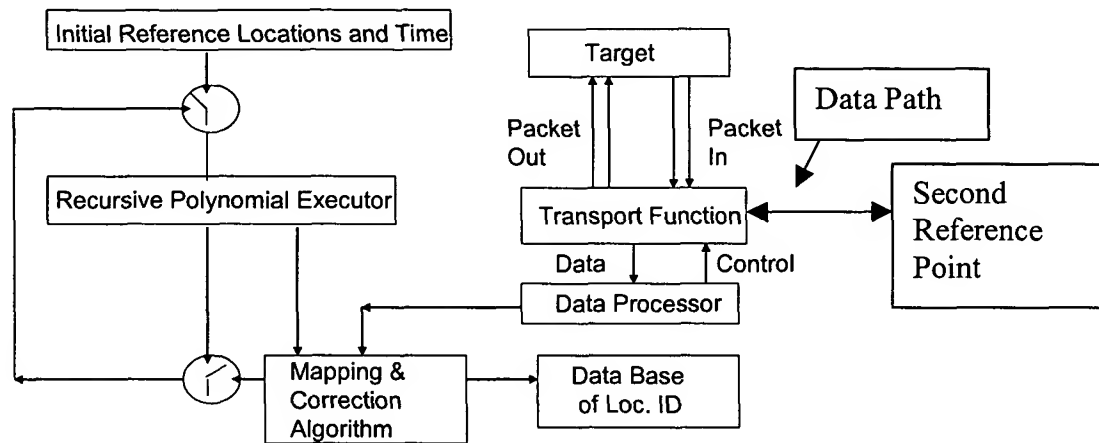 Initial Reference Locations and Time
Target
Data Path
Packet
Out
Packet
In
Recursive Polynomial Executor
Transport Function
Second
Reference
Point
Data
Control
Data Processor
Mapping &
Correction
Algorithm
Data Base
of Loc. ID